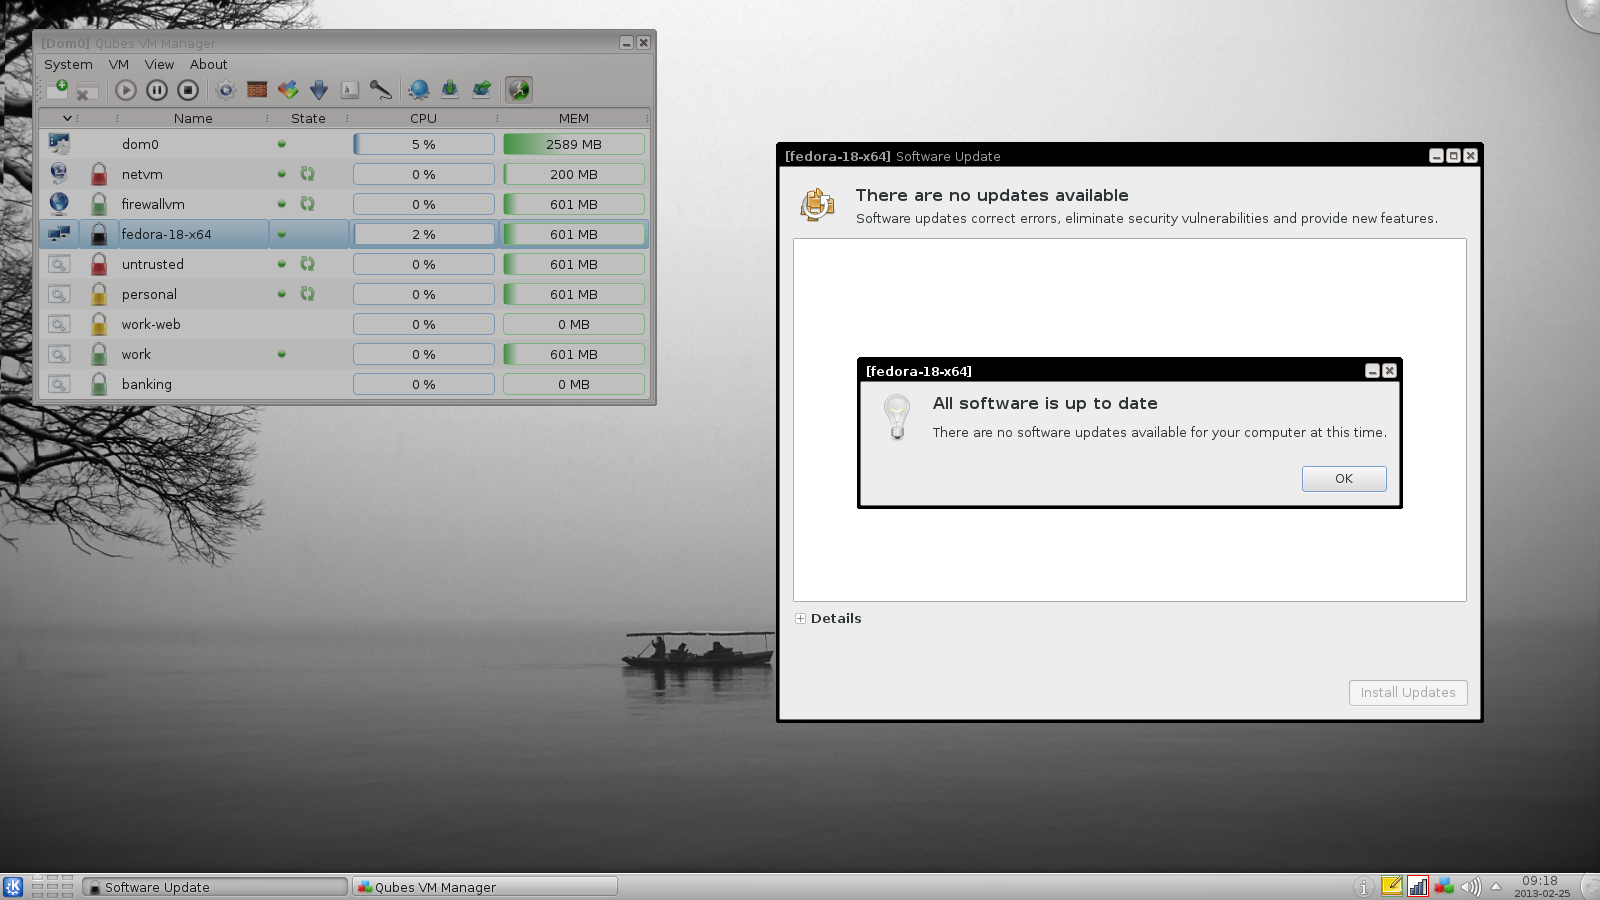 [Dom0] Qubes VM Manager
System VM View About
Name State CPU MEM
dom0 5 % 2589 MB
netvm 0 % 200 MB
firewallvm 0 % 601 MB
fedora-18-x64 2 % 601 MB
untrusted 0 % 601 MB
personal 0 % 601 MB
work-web 0 % 0 MB
work 0 % 601 MB
banking 0 % 0 MB
[fedora-18-x64] Software Update
There are no updates available
Software updates correct errors, eliminate security vulnerabilities and provide new features.
[fedora-18-x64]
All software is up to date
There are no software updates available for your computer at this time.
OK
Details
Install Updates
Software Update
Qubes VM Manager
09:18
2013-02-25